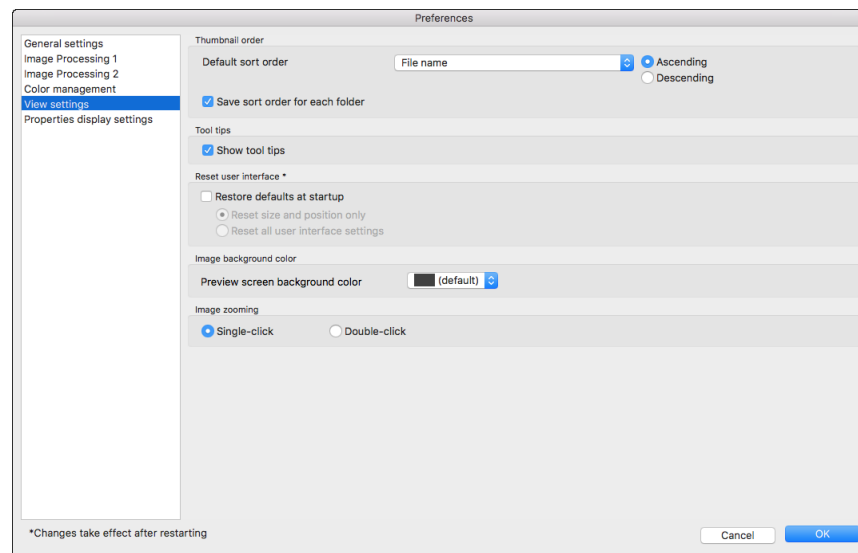 Preferences
General settings
Image Processing 1
Image Processing 2
Color management
View settings
Properties display settings
Thumbnail order
Default sort order File name Ascending
Descending
Save sort order for each folder
Tool tips
Show tool tips
Reset user interface *
Restore defaults at startup
Reset size and position only
Reset all user interface settings
Image background color
Preview screen background color (default)
Image zooming
Single-click Double-click
*Changes take effect after restarting
Cancel OK